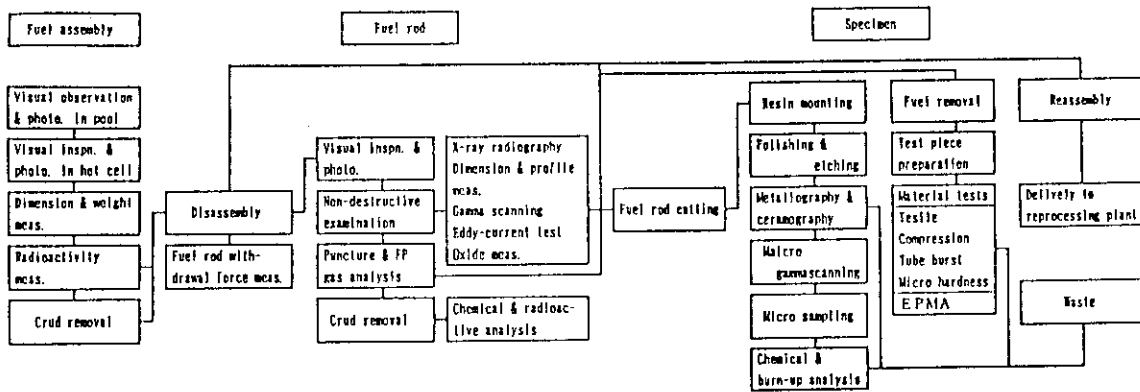 Fuel assembly
Fuel rod
Specimen
Visual observation
& photo. in pool
Visual inspn. &
photo. in hot cell
Dimension & weight
meas.
Radioactivity
meas.
Crud removal
Disassembly
Fuel rod with-
drawal force meas.
Visual inspn. &
photo.
Non-destructive
examination
Puncture & FP
gas analysis
Crud removal
X-ray radiography
Dimension & profile
meas.
Gamma scanning
Eddy-current test
Oxide meas.
Chemical & radioac-
tive analysis
Fuel rod cutting
Resin mounting
Polishing &
etching
Metallography &
ceramography
Maicro
gammascanning
Micro sampling
Chemical &
burn-up analysis
Fuel removal
Test piece
preparation
Material tests
Tesile
Compression
Tube burst
Micro hardness
EPMA
Reassembly
Delively to
reprocessing plant
Waste